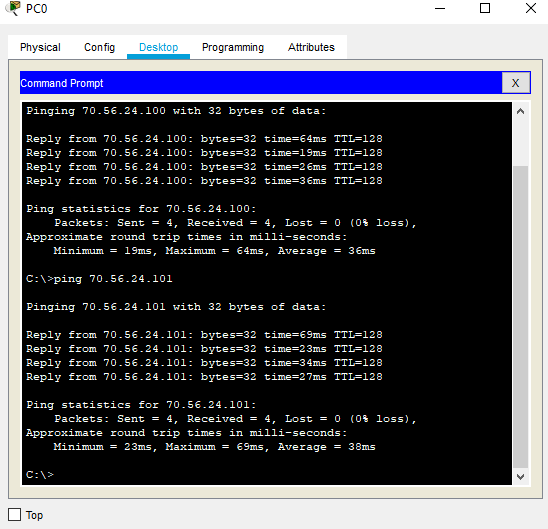 PC0
Physical Config Desktop Programming Attributes
Command Prompt X
Pinging 70.56.24.100 with 32 bytes of data:
Reply from 70.56.24.100: bytes=32 time=64ms TTL=128
Reply from 70.56.24.100: bytes=32 time=19ms TTL=128
Reply from 70.56.24.100: bytes=32 time=26ms TTL=128
Reply from 70.56.24.100: bytes=32 time=36ms TTL=128
Ping statistics for 70.56.24.100:
    Packets: Sent = 4, Received = 4, Lost = 0 (0% loss),
Approximate round trip times in milli-seconds:
    Minimum = 19ms, Maximum = 64ms, Average = 36ms
C:\>ping 70.56.24.101
Pinging 70.56.24.101 with 32 bytes of data:
Reply from 70.56.24.101: bytes=32 time=69ms TTL=128
Reply from 70.56.24.101: bytes=32 time=23ms TTL=128
Reply from 70.56.24.101: bytes=32 time=34ms TTL=128
Reply from 70.56.24.101: bytes=32 time=27ms TTL=128
Ping statistics for 70.56.24.101:
    Packets: Sent = 4, Received = 4, Lost = 0 (0% loss),
Approximate round trip times in milli-seconds:
    Minimum = 23ms, Maximum = 69ms, Average = 38ms
C:\>
Top